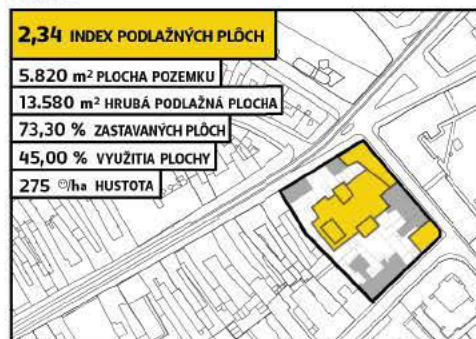 2,34 INDEX PODLAŽNÝCH PLÔCH
5.820 m² PLOCHA POZEMKU
13.580 m² HRUBÁ PODLAŽNÁ PLOCHA
73,30 % ZASTAVANÝCH PLÔCH
45,00 % VYUŽITIA PLOCHY
275 ☺/ha HUSTOTA